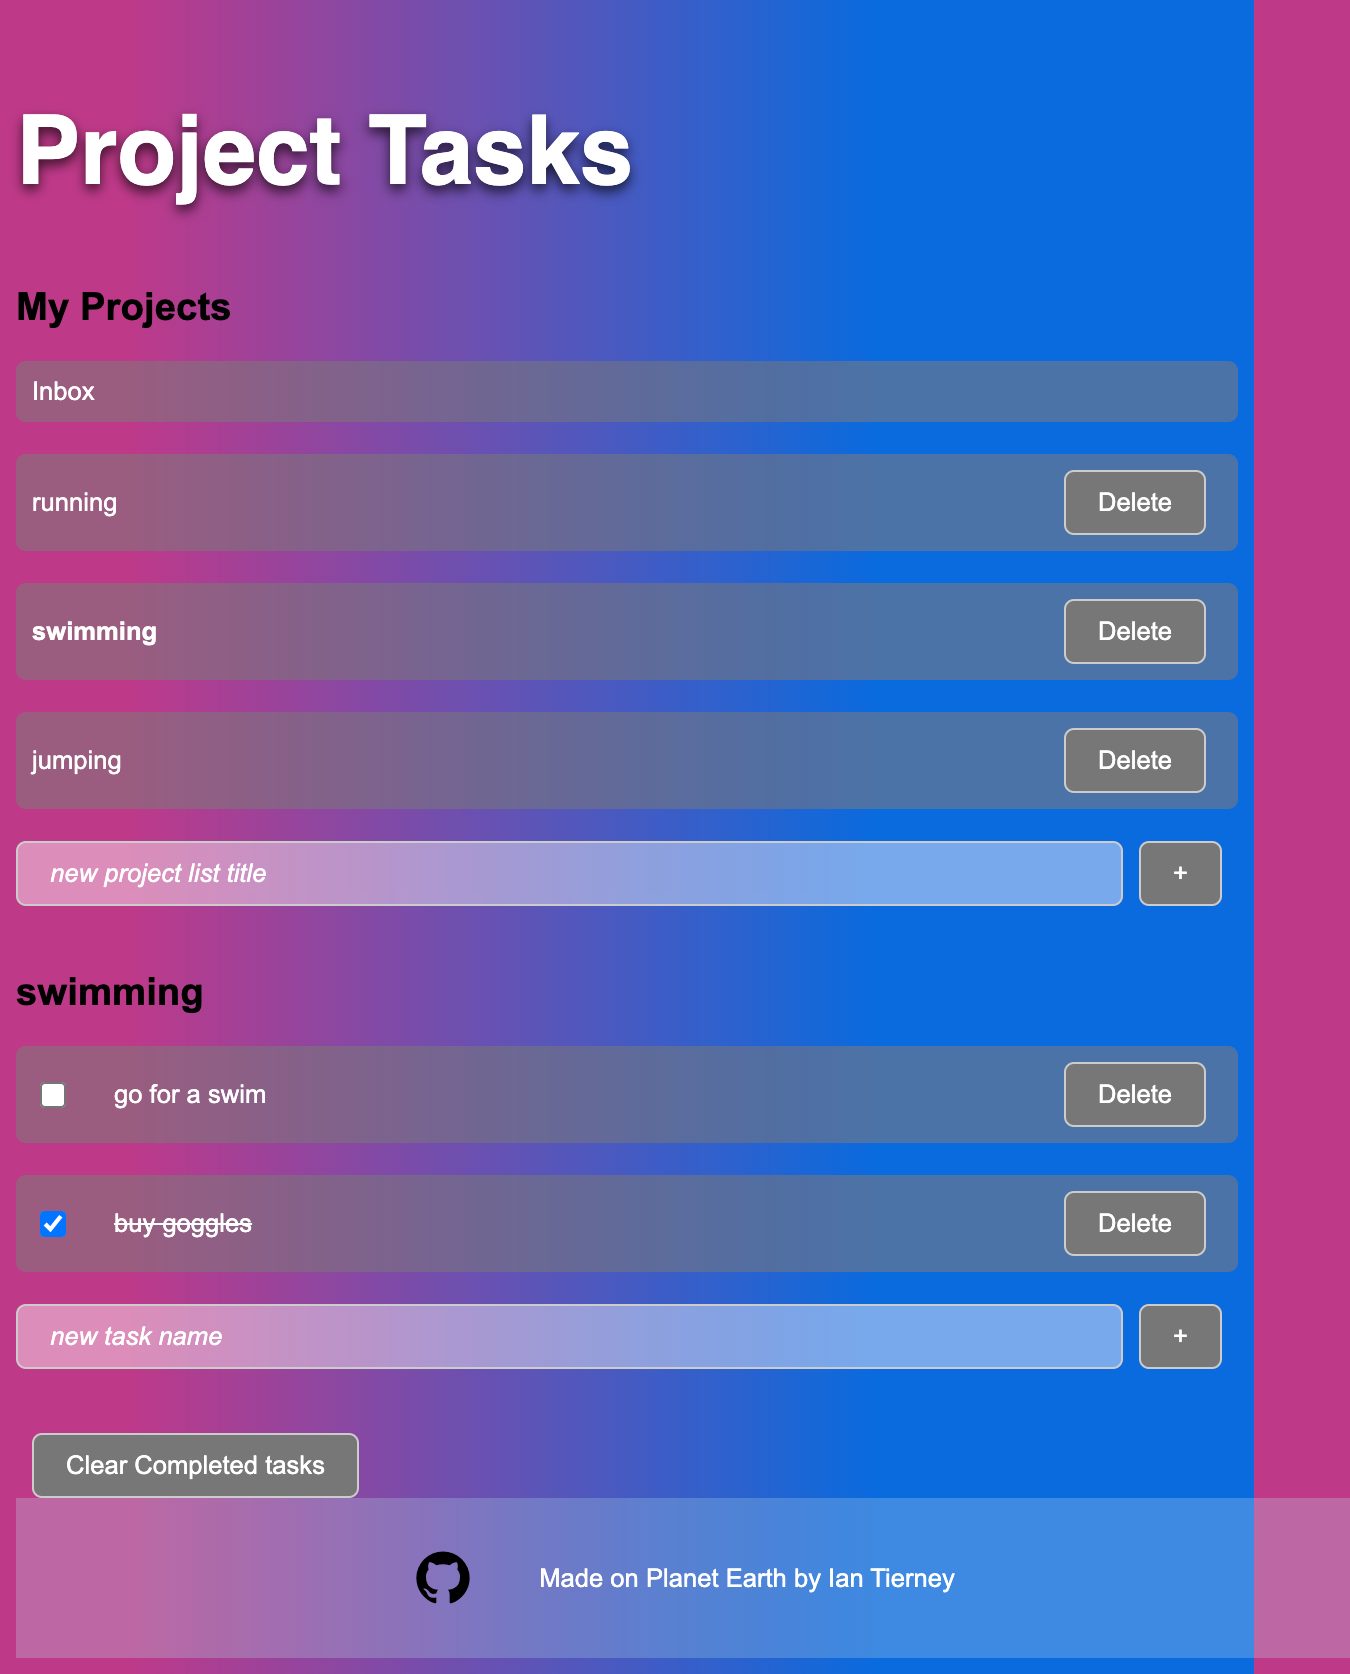 Project Tasks
My Projects
Inbox
running
Delete
swimming
Delete
jumping
Delete
new project list title
+
swimming
go for a swim
Delete
buy goggles
Delete
new task name
+
Clear Completed tasks
Made on Planet Earth by Ian Tierney